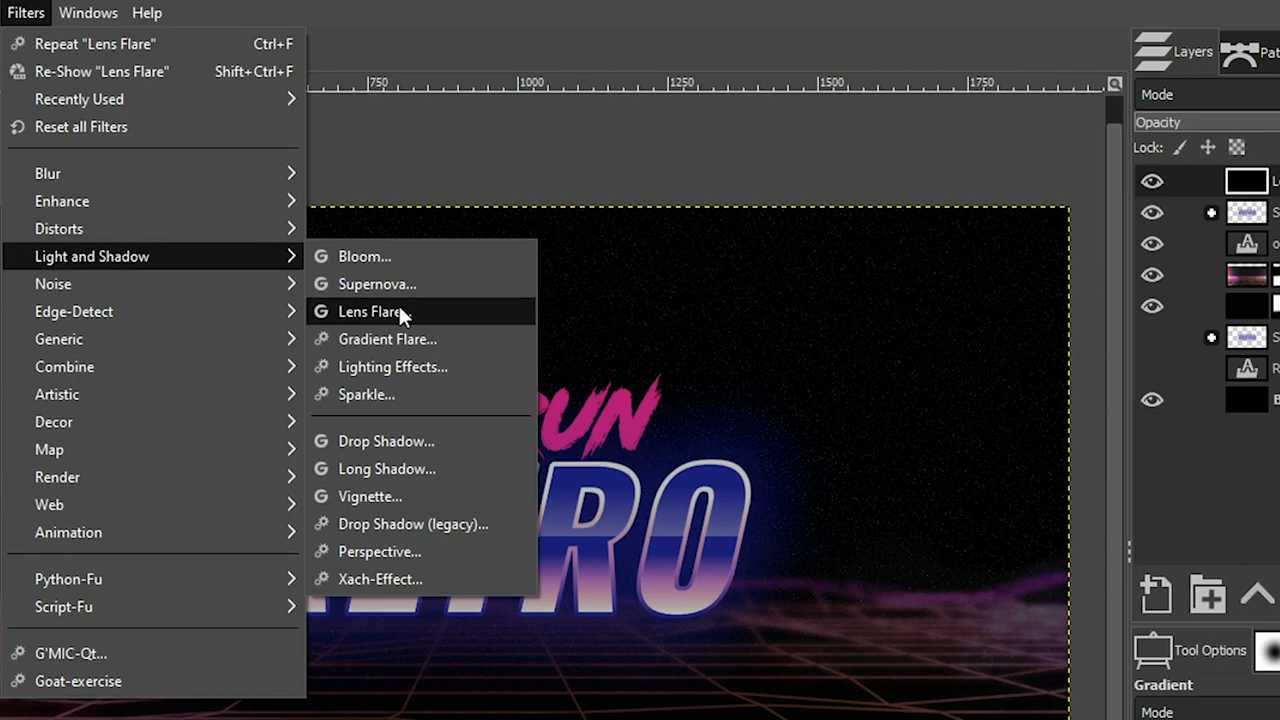 Filters Windows Help
Repeat "Lens Flare" Ctrl+F
Re-Show "Lens Flare" Shift+Ctrl+F
Recently Used
Reset all Filters
Blur
Enhance
Distorts
Light and Shadow
Noise
Edge-Detect
Generic
Combine
Artistic
Decor
Map
Render
Web
Animation
Python-Fu
Script-Fu
G'MIC-Qt...
Goat-exercise
Bloom...
Supernova...
Lens Flare...
Gradient Flare...
Lighting Effects...
Sparkle...
Drop Shadow...
Long Shadow...
Vignette...
Drop Shadow (legacy)...
Perspective...
Xach-Effect...
750 1000 1250 1500 1750
RUN
RETRO
Layers Pat
Mode
Opacity
Lock:
L
S
o
S
R
B
Tool Options
Gradient
Mode